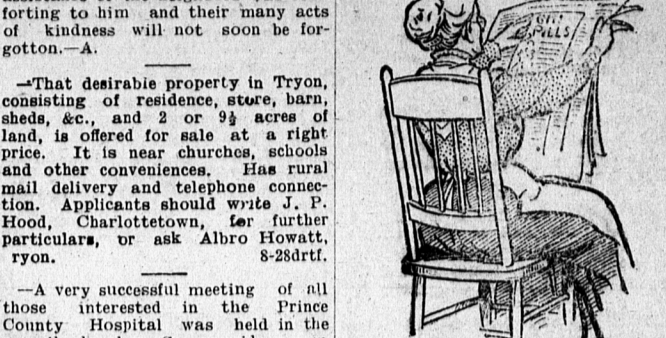 forting to him and their many acts
of kindness will not soon be for-
gotton.—A.
—That desirable property in Tryon,
consisting of residence, store, barn,
sheds, &c., and 2 or 9½ acres of
land, is offered for sale at a right
price. It is near churches, schools
and other conveniences. Has rural
mail delivery and telephone connec-
tion. Applicants should write J. P.
Hood, Charlottetown, for further
particulars, or ask Albro Howatt,
ryon. 8-28drtf.
—A very successful meeting of all
those interested in the Prince
County Hospital was held in the
PILLS